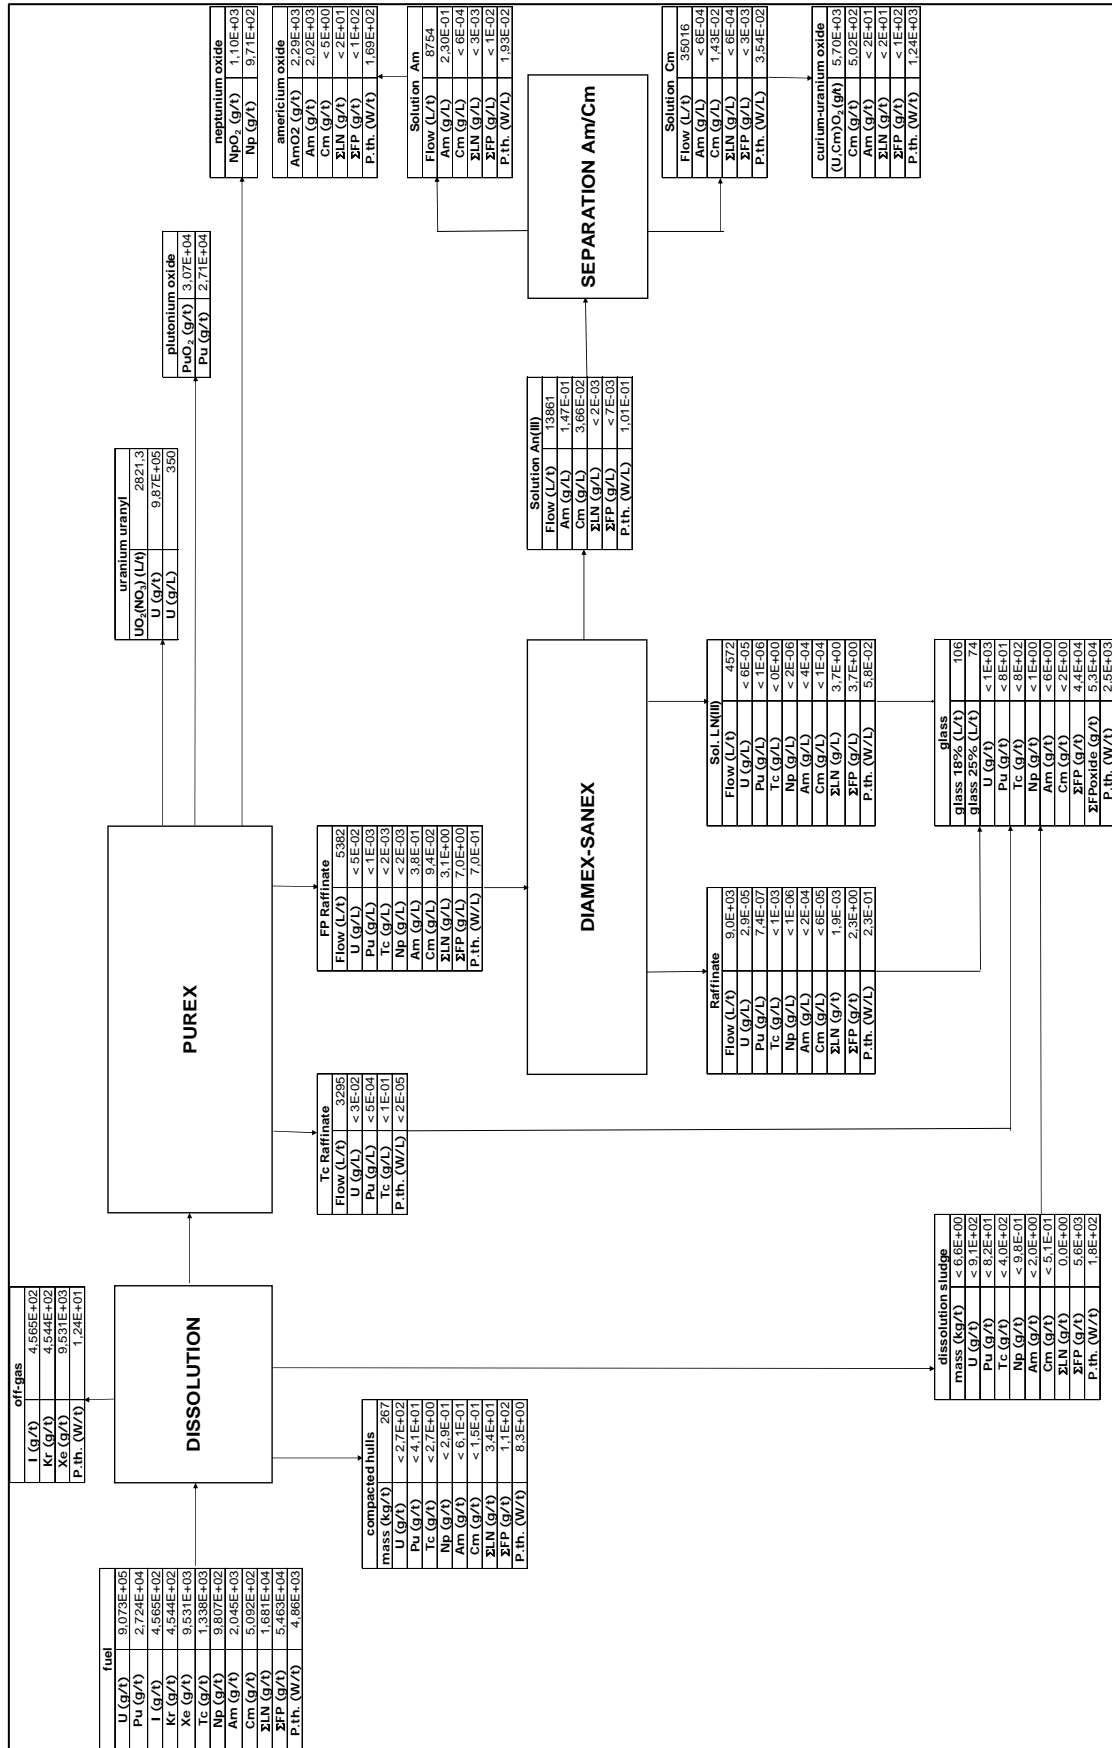 fuel
U (g/t) 9,073E+05
Pu (g/t) 2,724E+04
I (g/t) 4,565E+02
Kr (g/t) 4,544E+02
Xe (g/t) 9,531E+03
Tc (g/t) 1,338E+03
Np (g/t) 9,807E+02
Am (g/t) 2,045E+03
Cm (g/t) 5,092E+02
ΣLN (g/t) 1,681E+04
ΣFP (g/t) 5,463E+04
P.th. (W/t) 4,86E+03
off-gas
I (g/t) 4,565E+02
Kr (g/t) 4,544E+02
Xe (g/t) 9,531E+03
P.th. (W/t) 1,24E+01
DISSOLUTION
compacted hulls
mass (kg/t) 267
U (g/t) < 2,7E+02
Pu (g/t) < 4,1E+01
Tc (g/t) < 2,7E+00
Np (g/t) < 2,9E-01
Am (g/t) < 6,1E-01
Cm (g/t) < 1,5E-01
ΣLN (g/t) 3,4E+01
ΣFP (g/t) 1,1E+02
P.th. (W/t) 8,3E+00
dissolution sludge
mass (kg/t) < 6,6E+00
U (g/t) < 9,1E+02
Pu (g/t) < 8,2E+01
Tc (g/t) < 4,0E+02
Np (g/t) < 9,8E-01
Am (g/t) < 2,0E+00
Cm (g/t) < 5,1E-01
ΣLN (g/t) 0,0E+00
ΣFP (g/t) 5,6E+03
P.th. (W/t) 1,8E+02
PUREX
Tc Raffinate
Flow (L/t) 3295
U (g/L) < 3E-02
Pu (g/L) < 5E-04
Tc (g/L) < 1E-01
P.th. (W/L) < 2E-05
FP Raffinate
Flow (L/t) 5382
U (g/L) < 5E-02
Pu (g/L) < 1E-03
Tc (g/L) < 2E-03
Np (g/L) < 2E-03
Am (g/L) 3,8E-01
Cm (g/L) 9,4E-02
ΣLN (g/L) 3,1E+00
ΣFP (g/L) 7,0E+00
P.th. (W/L) 7,0E-01
uranium uranyl
UO₂(NO₃) (L/t) 2821,3
U (g/t) 9,87E+05
U (g/L) 350
plutonium oxide
PuO₂ (g/t) 3,07E+04
Pu (g/t) 2,71E+04
neptunium oxide
NpO₂ (g/t) 1,10E+03
Np (g/t) 9,71E+02
DIAMEX-SANEX
Raffinate
Flow (L/t) 9,0E+03
U (g/L) 2,9E-05
Pu (g/L) 7,4E-07
Tc (g/L) < 1E-03
Np (g/L) < 1E-06
Am (g/L) < 2E-04
Cm (g/L) < 6E-05
ΣLN (g/t) 1,9E-03
ΣFP (g/t) 2,3E+00
P.th. (W/L) 2,3E-01
Sol. LN(III)
Flow (L/t) 4572
U (g/L) < 6E-05
Pu (g/L) < 1E-06
Tc (g/L) < 0E+00
Np (g/L) < 2E-06
Am (g/L) < 4E-04
Cm (g/L) < 1E-04
ΣLN (g/L) 3,7E+00
ΣFP (g/L) 3,7E+00
P.th. (W/L) 5,8E-02
glass
glass 18% (L/t) 106
glass 25% (L/t) 74
U (g/t) < 1E+03
Pu (g/t) < 8E+01
Tc (g/t) < 8E+02
Np (g/t) < 1E+00
Am (g/t) < 6E+00
Cm (g/t) < 2E+00
ΣFP (g/t) 4,4E+04
ΣFPoxide (g/t) 5,3E+04
P.th. (W/t) 2,5E+03
Solution An(III)
Flow (L/t) 13861
Am (g/L) 1,47E-01
Cm (g/L) 3,66E-02
ΣLN (g/L) < 2E-03
ΣFP (g/L) < 7E-03
P.th. (W/L) 1,01E-01
SEPARATION Am/Cm
Solution Am
Flow (L/t) 8754
Am (g/L) 2,30E-01
Cm (g/L) < 6E-04
ΣLN (g/L) < 3E-03
ΣFP (g/L) < 1E-02
P.th. (W/L) 1,93E-02
americium oxide
AmO2 (g/t) 2,29E+03
Am (g/t) 2,02E+03
Cm (g/t) < 5E+00
ΣLN (g/t) < 2E+01
ΣFP (g/t) < 1E+02
P.th. (W/t) 1,69E+02
Solution Cm
Flow (L/t) 35016
Am (g/L) < 6E-04
Cm (g/L) 1,43E-02
ΣLN (g/L) < 6E-04
ΣFP (g/L) < 3E-03
P.th. (W/L) 3,54E-02
curium-uranium oxide
(U,Cm)O₂ (g/t) 5,70E+03
Cm (g/t) 5,02E+02
Am (g/t) < 2E+01
ΣLN (g/t) < 2E+01
ΣFP (g/t) < 1E+02
P.th. (W/t) 1,24E+03